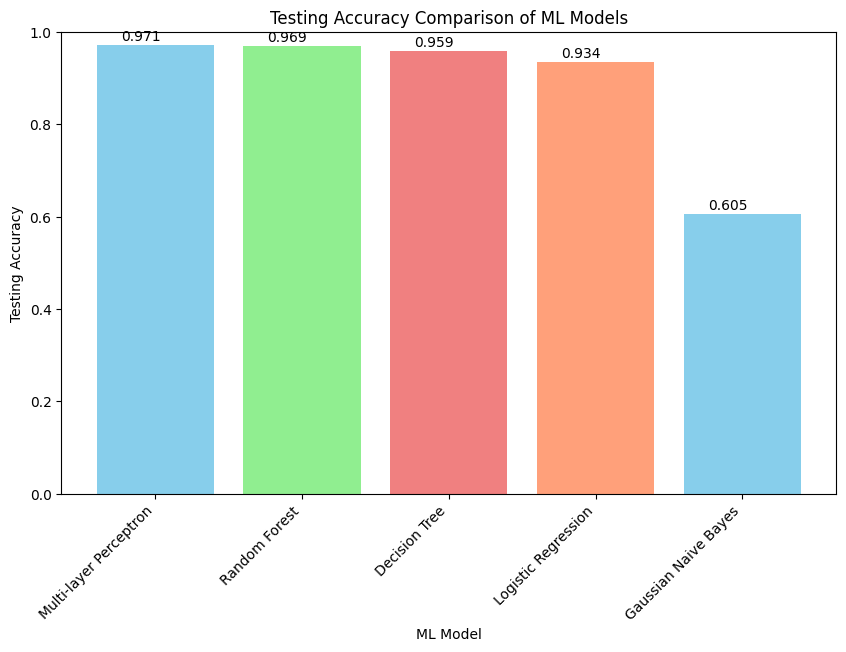 Testing Accuracy Comparison of ML Models
1.0
0.8
0.6
0.4
0.2
0.0
Testing Accuracy
0.971
0.969
0.959
0.934
0.605
Multi-layer Perceptron
Random Forest
Decision Tree
Logistic Regression
Gaussian Naive Bayes
ML Model